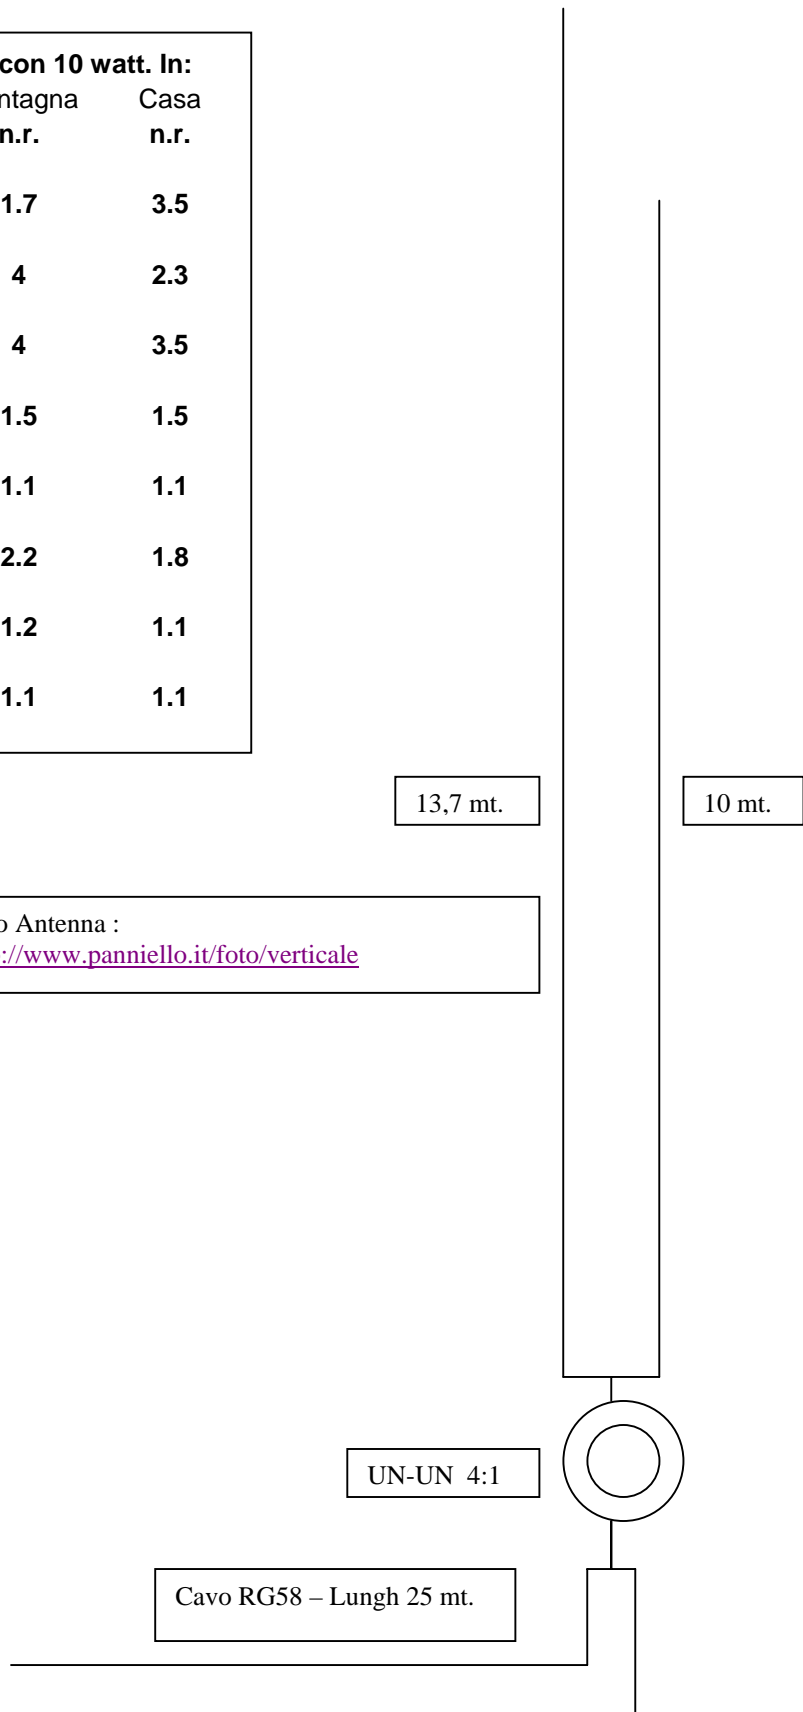 con 10 watt. In:
ntagna Casa
n.r. n.r.
1.7 3.5
4 2.3
4 3.5
1.5 1.5
1.1 1.1
2.2 1.8
1.2 1.1
1.1 1.1
13,7 mt. 10 mt.
o Antenna :
://www.panniello.it/foto/verticale
UN-UN 4:1
Cavo RG58 – Lungh 25 mt.